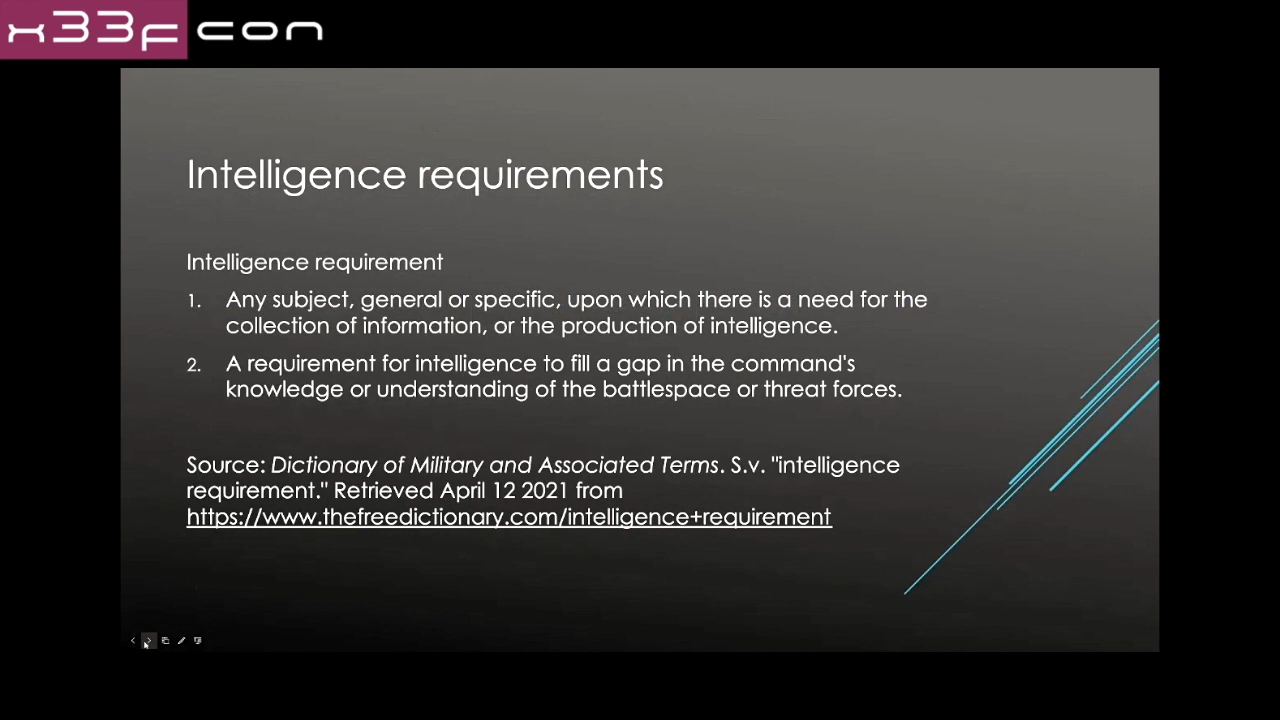 x33fcon
Intelligence requirements
Intelligence requirement
1. Any subject, general or specific, upon which there is a need for the
collection of information, or the production of intelligence.
2. A requirement for intelligence to fill a gap in the command's
knowledge or understanding of the battlespace or threat forces.
Source: Dictionary of Military and Associated Terms. S.v. "intelligence
requirement." Retrieved April 12 2021 from
https://www.thefreedictionary.com/intelligence+requirement